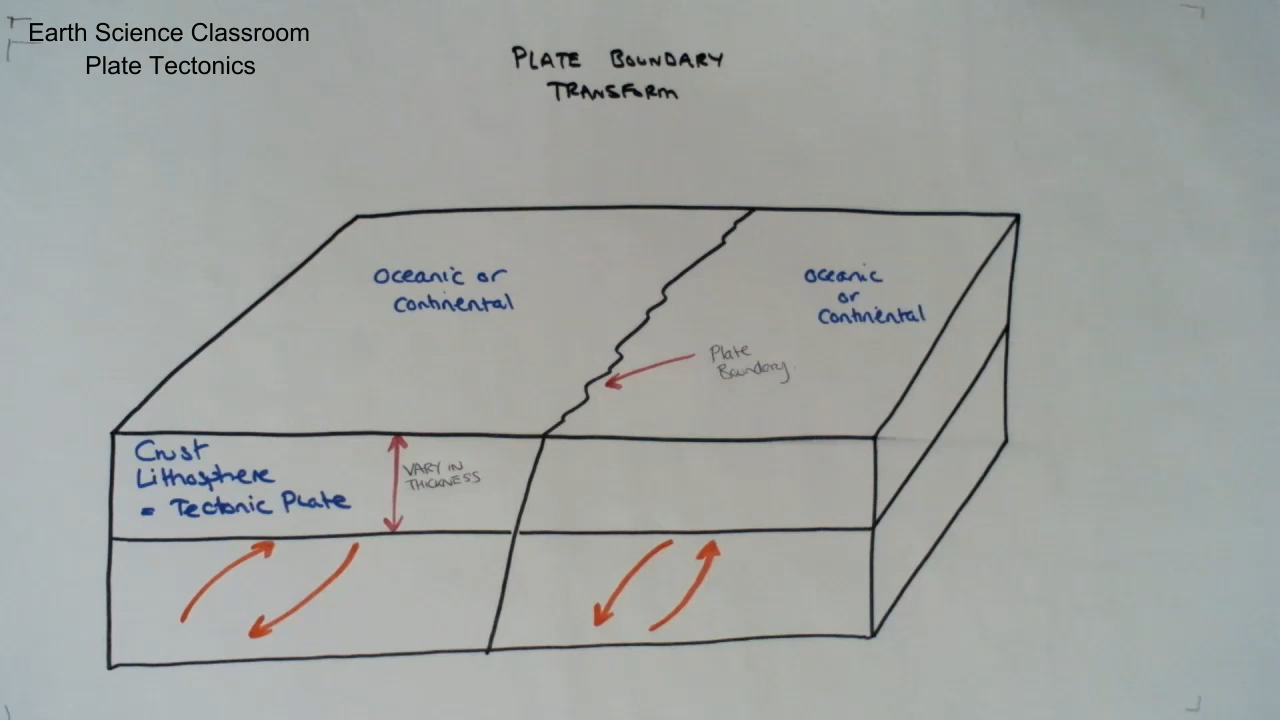 Earth Science Classroom
Plate Tectonics
PLATE BOUNDARY
TRANSFORM
Oceanic or
Continental
Oceanic
or
Continental
Plate
Boundary
Crust
Lithosphere
= Tectonic Plate
VARY IN
THICKNESS